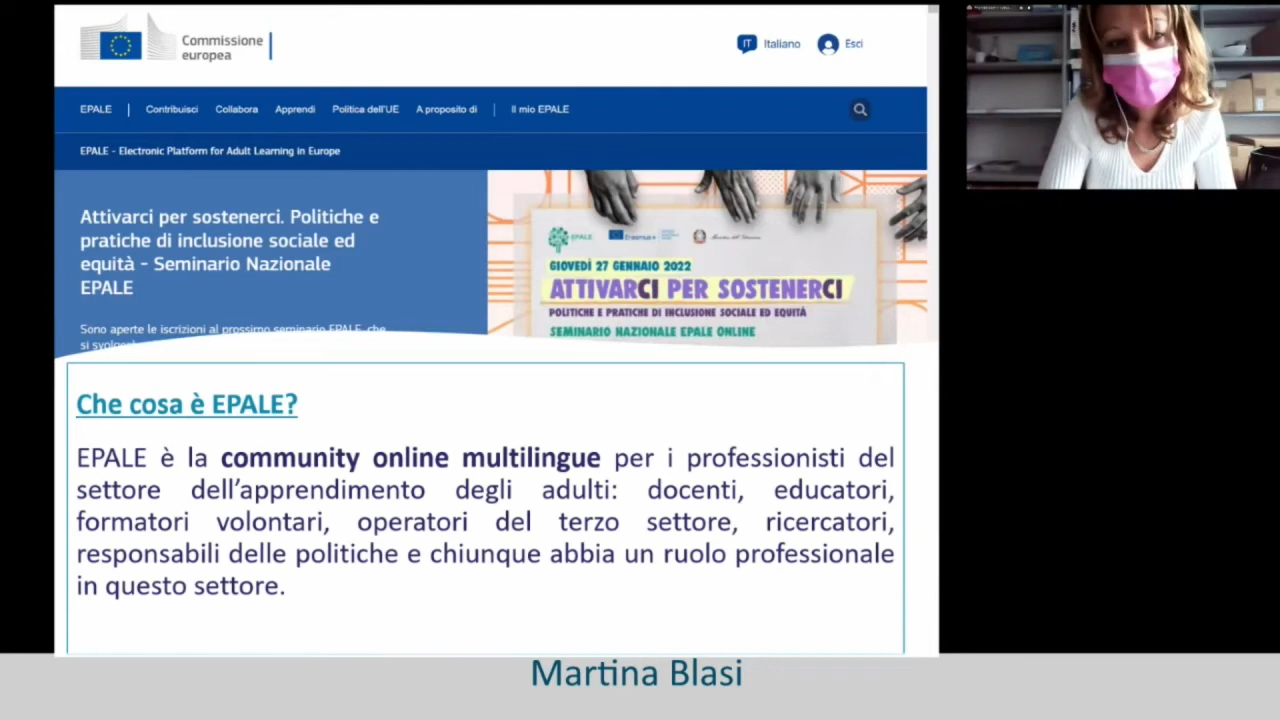 Commissione
europea
IT Italiano Esci
EPALE | Contribuisci Collabora Apprendi Politica dell'UE A proposito di | Il mio EPALE
EPALE - Electronic Platform for Adult Learning in Europe
Attivarci per sostenerci. Politiche e
pratiche di inclusione sociale ed
equità - Seminario Nazionale
EPALE
Sono aperte le iscrizioni al prossimo seminario EPALE, che
EPALE Erasmus+
GIOVEDÌ 27 GENNAIO 2022
ATTIVARCI PER SOSTENERCI
POLITICHE E PRATICHE DI INCLUSIONE SOCIALE ED EQUITÀ
SEMINARIO NAZIONALE EPALE ONLINE
Che cosa è EPALE?
EPALE è la community online multilingue per i professionisti del
settore dell’apprendimento degli adulti: docenti, educatori,
formatori volontari, operatori del terzo settore, ricercatori,
responsabili delle politiche e chiunque abbia un ruolo professionale
in questo settore.
Martina Blasi